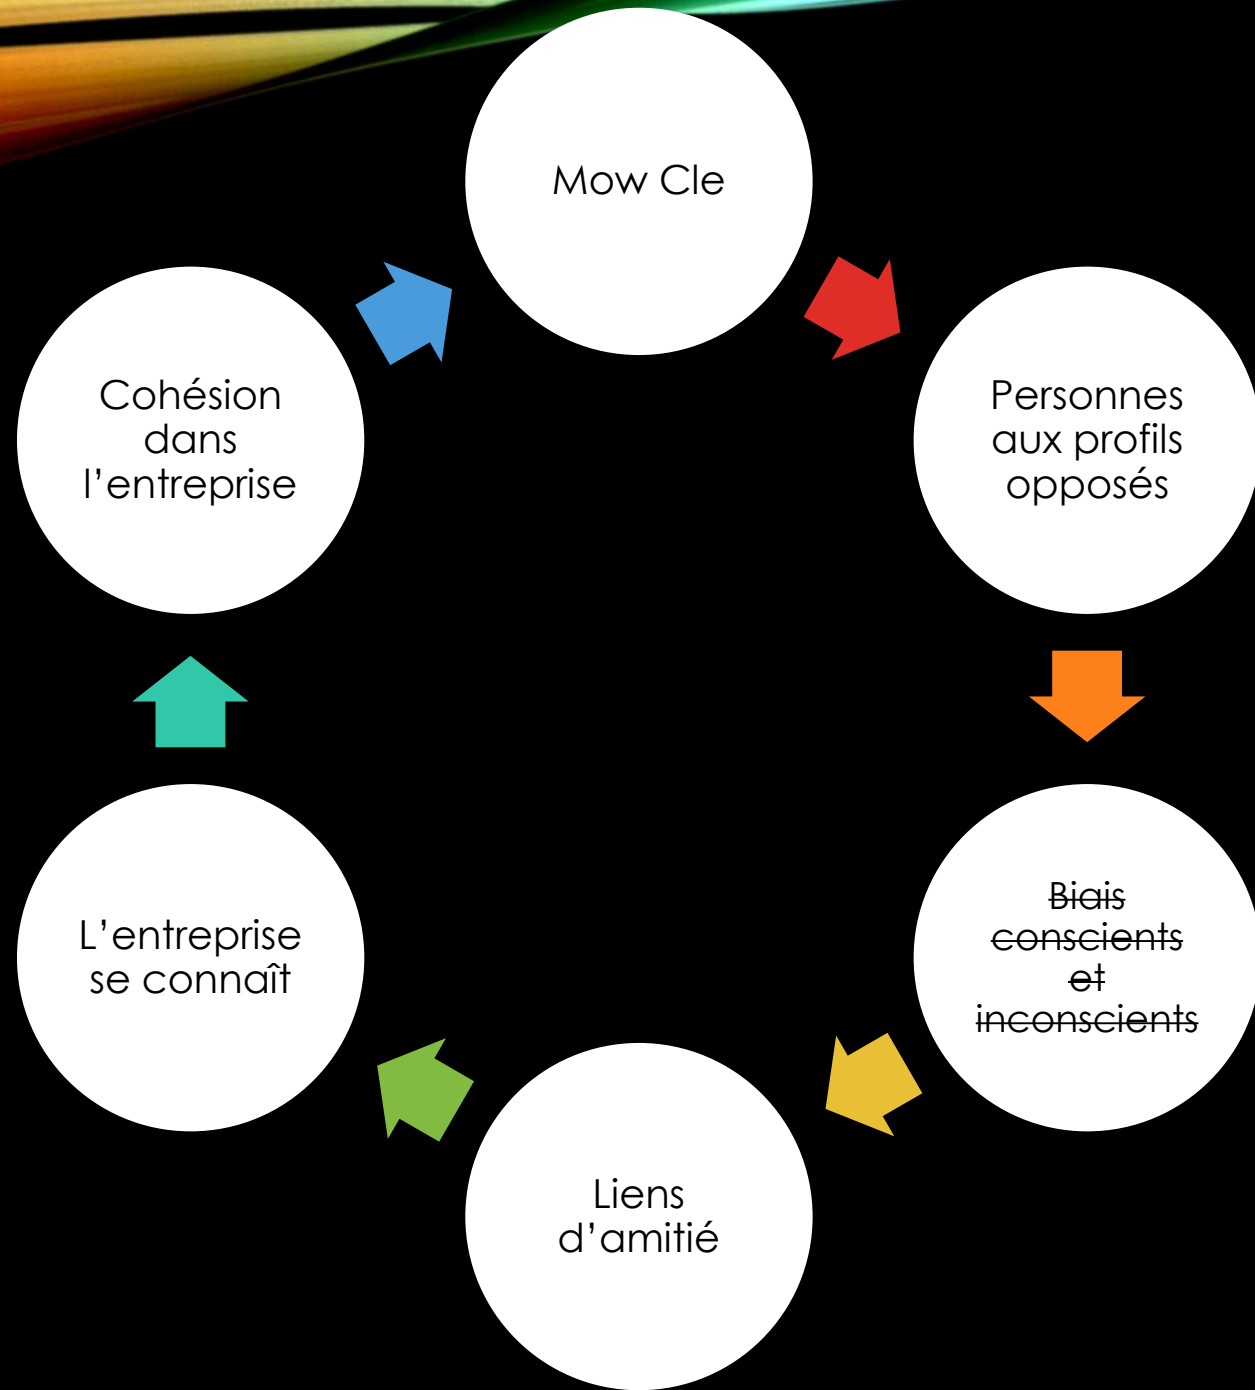 Mow Cle
Personnes
aux profils
opposés
Biais
conscients
et
inconscients
Liens
d’amitié
L’entreprise
se connaît
Cohésion
dans
l’entreprise